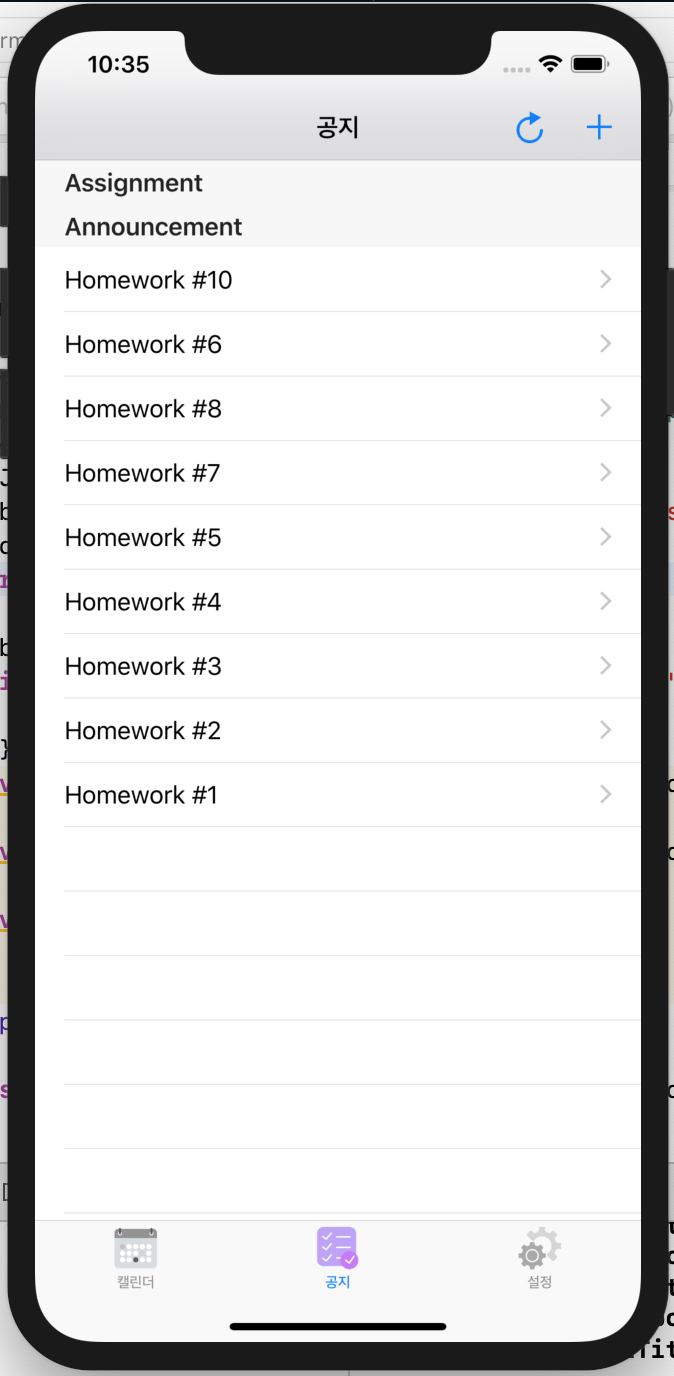 10:35
공지
Assignment
Announcement
Homework #10
Homework #6
Homework #8
Homework #7
Homework #5
Homework #4
Homework #3
Homework #2
Homework #1
캘린더
공지
설정